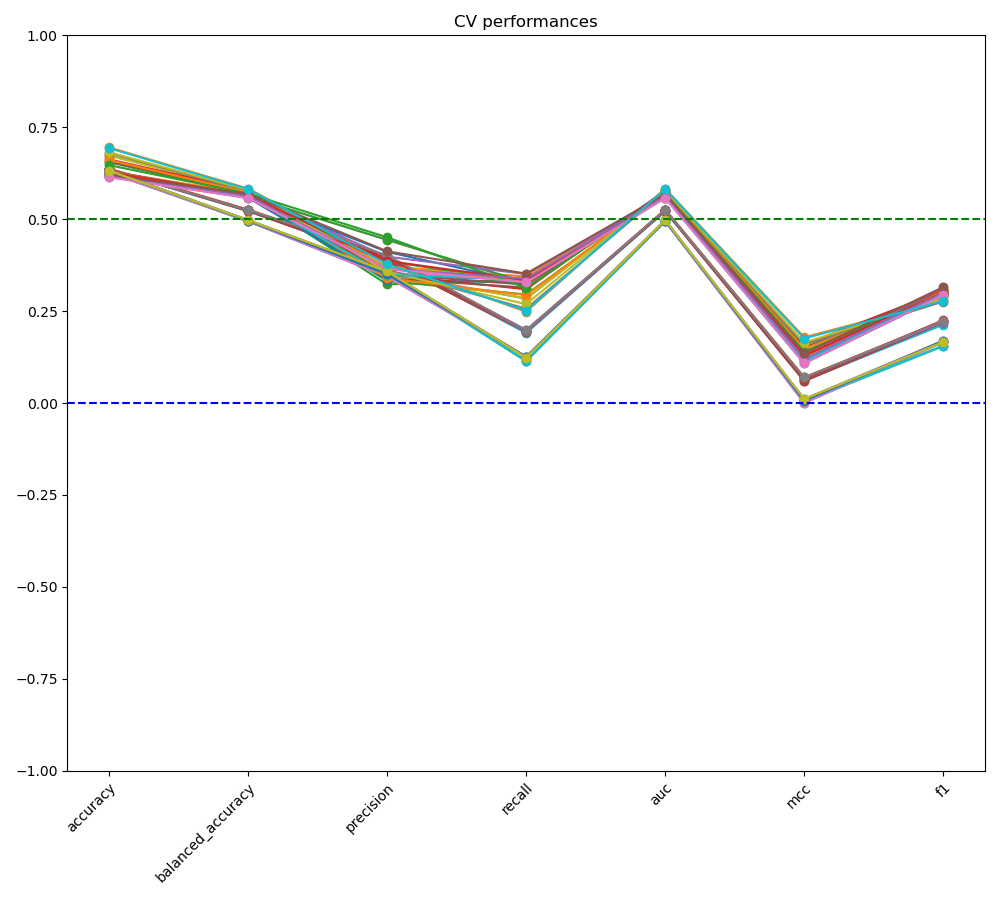 CV performances
1.00
0.75
0.50
0.25
0.00
−0.25
−0.50
−0.75
−1.00
accuracy
balanced_accuracy
precision
recall
auc
mcc
f1